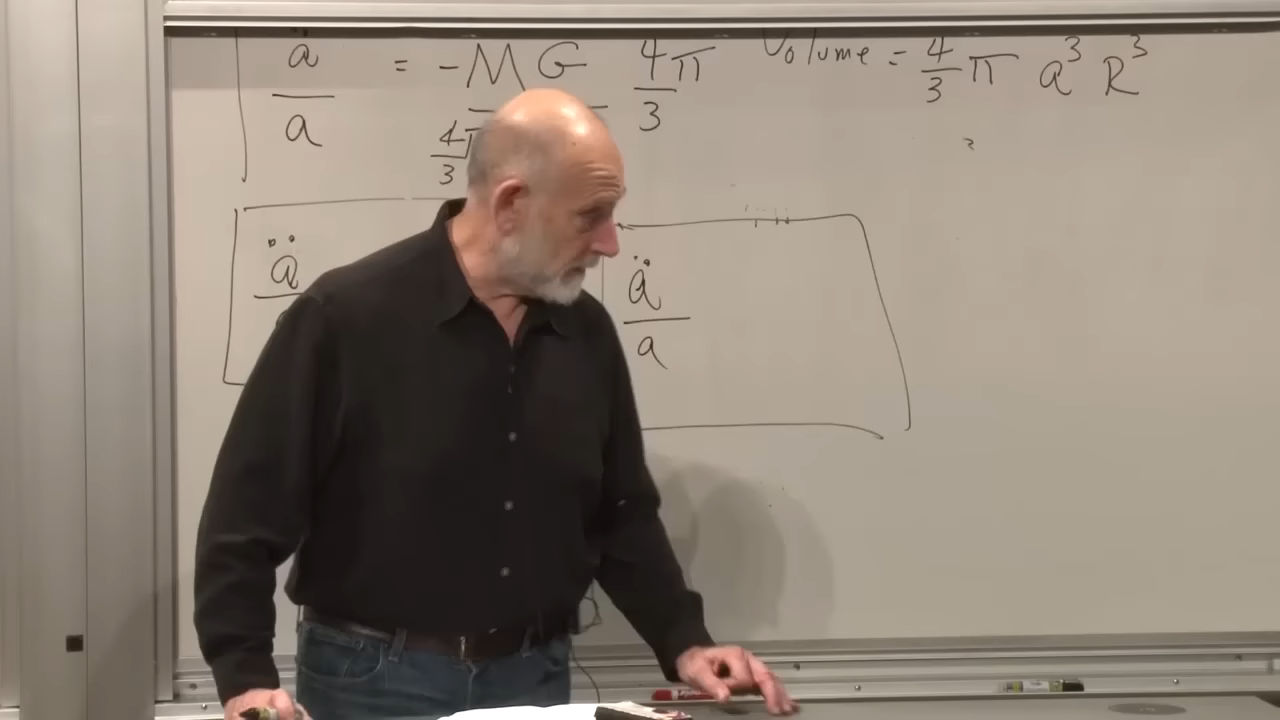 ä/a = - MG 4π/3 Volume = 4/3 π a³ R³
4π/3
ä
ä/a